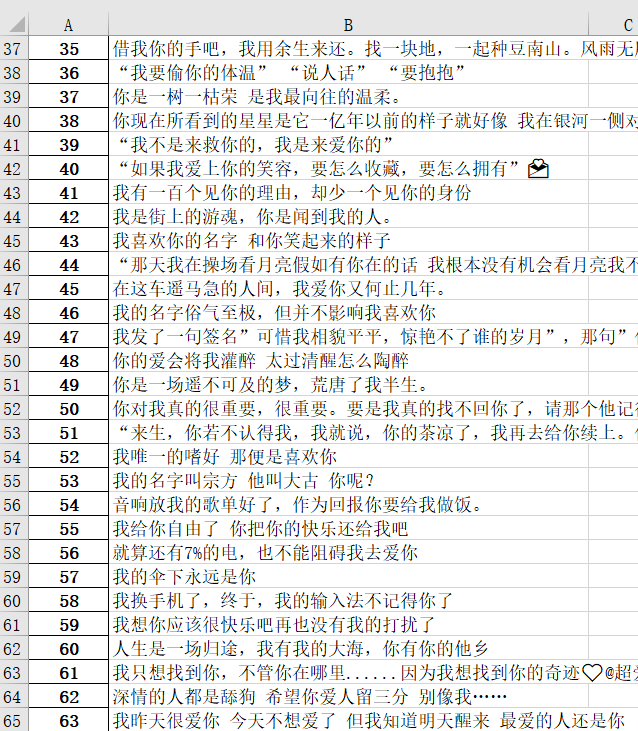 A B C
37 35 借我你的手吧，我用余生来还。找一块地，一起种豆南山。风雨无
38 36 “我要偷你的体温” “说人话” “要抱抱”
39 37 你是一树一枯荣 是我最向往的温柔。
40 38 你现在所看到的星星是它一亿年以前的样子就好像 我在银河一侧对
41 39 “我不是来救你的，我是来爱你的”
42 40 “如果我爱上你的笑容，要怎么收藏，要怎么拥有”
43 41 我有一百个见你的理由，却少一个见你的身份
44 42 我是街上的游魂，你是闻到我的人。
45 43 我喜欢你的名字 和你笑起来的样子
46 44 “那天我在操场看月亮假如有你在的话 我根本没有机会看月亮我不
47 45 在这车遥马急的人间，我爱你又何止几年。
48 46 我的名字俗气至极，但并不影响我喜欢你
49 47 我发了一句签名”可惜我相貌平平，惊艳不了谁的岁月”，那句”
50 48 你的爱会将我灌醉 太过清醒怎么陶醉
51 49 你是一场遥不可及的梦，荒唐了我半生。
52 50 你对我真的很重要，很重要。要是我真的找不回你了，请那个他记得
53 51 “来生，你若不认得我，我就说，你的茶凉了，我再去给你续上。
54 52 我唯一的嗜好 那便是喜欢你
55 53 我的名字叫宗方 他叫大古 你呢？
56 54 音响放我的歌单好了，作为回报你要给我做饭。
57 55 我给你自由了 你把你的快乐还给我吧
58 56 就算还有7%的电，也不能阻碍我去爱你
59 57 我的伞下永远是你
60 58 我换手机了，终于，我的输入法不记得你了
61 59 我想你应该很快乐吧再也没有我的打扰了
62 60 人生是一场归途，我有我的大海，你有你的他乡
63 61 我只想找到你，不管你在哪里......因为我想找到你的奇迹♡@超
64 62 深情的人都是舔狗 希望你爱人留三分 别像我……
65 63 我昨天很爱你 今天不想爱了 但我知道明天醒来 最爱的人还是你